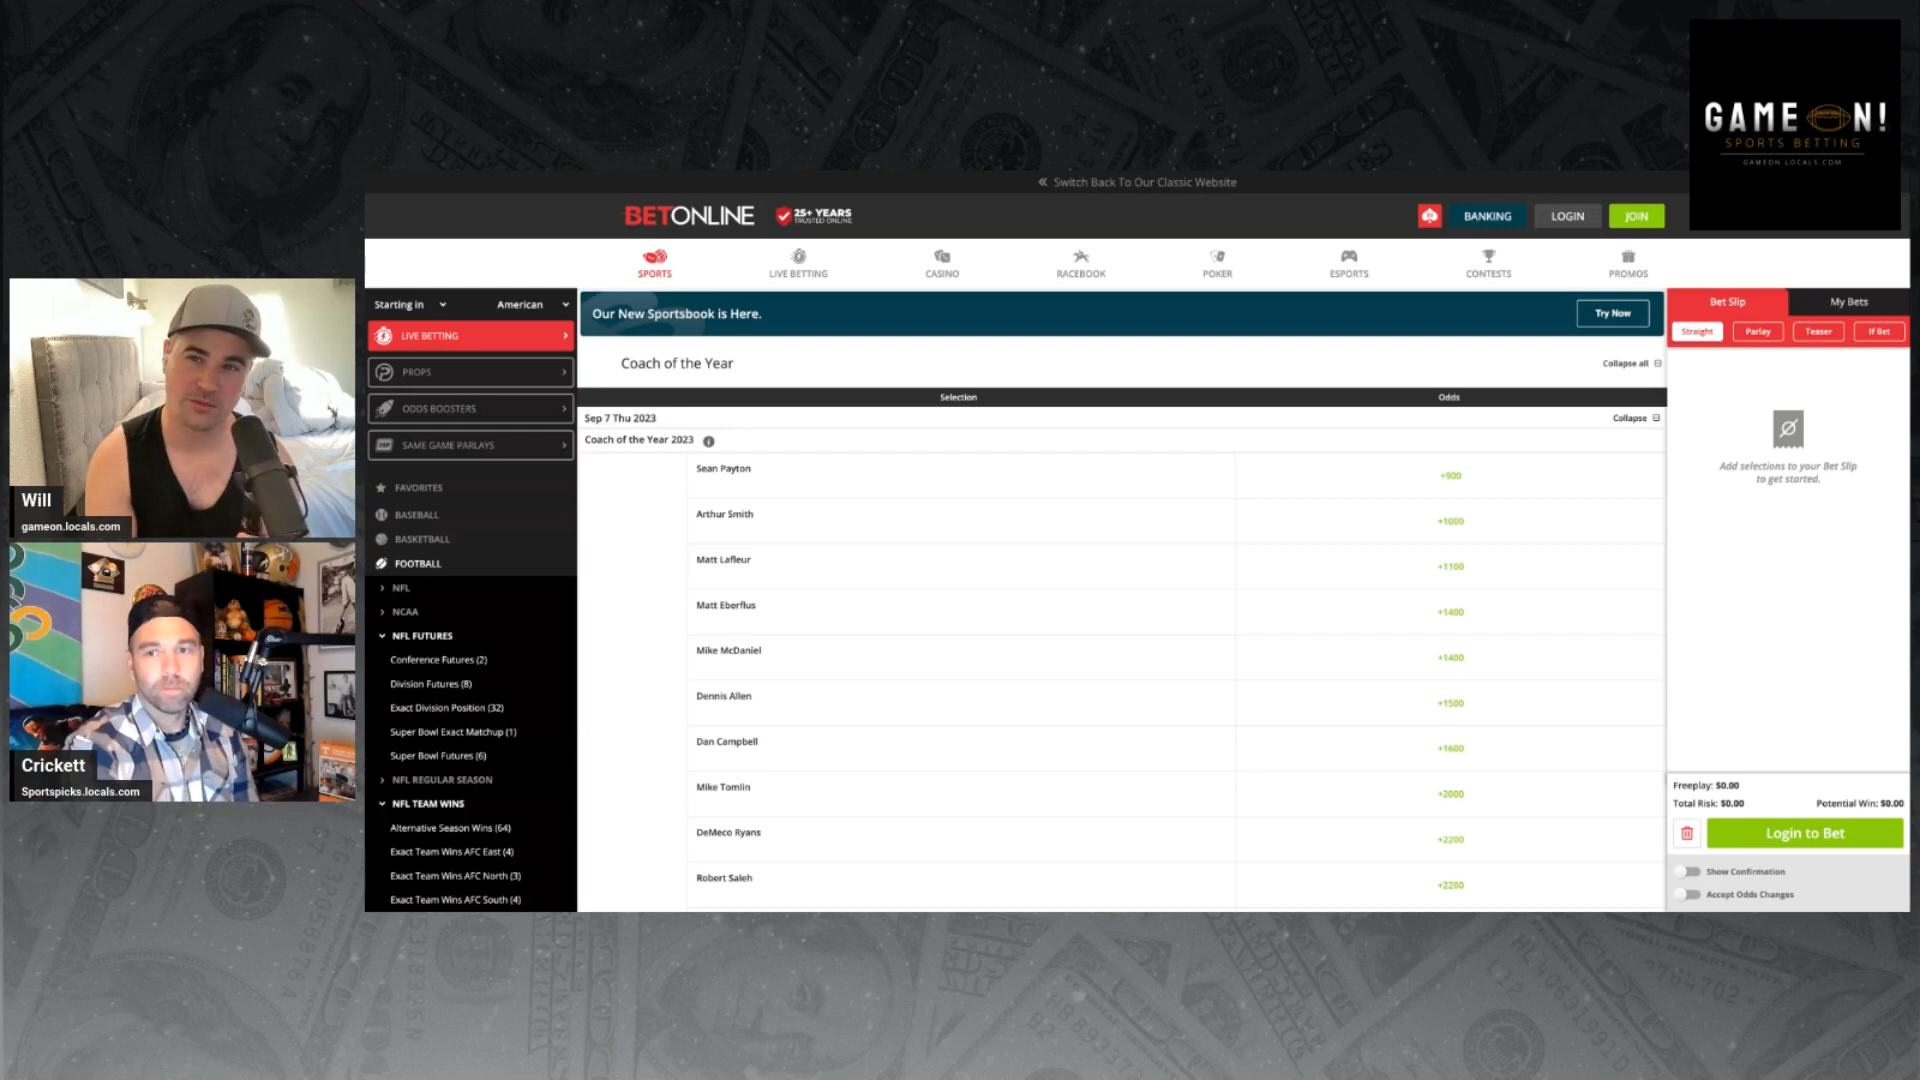 GAME ON!
SPORTS BETTING
GAMEON.LOCALS.COM
Switch Back To Our Classic Website
BETONLINE
25+ YEARS
TRUSTED ONLINE
BANKING
LOGIN
JOIN
SPORTS
LIVE BETTING
CASINO
RACEBOOK
POKER
ESPORTS
CONTESTS
PROMOS
Starting in
American
LIVE BETTING
PROPS
ODDS BOOSTERS
SAME GAME PARLAYS
FAVORITES
BASEBALL
BASKETBALL
FOOTBALL
NFL
NCAA
NFL FUTURES
Conference Futures (2)
Division Futures (8)
Exact Division Position (32)
Super Bowl Exact Matchup (1)
Super Bowl Futures (6)
NFL REGULAR SEASON
NFL TEAM WINS
Alternative Season Wins (64)
Exact Team Wins AFC East (4)
Exact Team Wins AFC North (3)
Exact Team Wins AFC South (4)
Our New Sportsbook is Here.
Try Now
Coach of the Year
Collapse all
Selection
Odds
Sep 7 Thu 2023
Collapse
Coach of the Year 2023
Sean Payton
+900
Arthur Smith
+1000
Matt Lafleur
+1100
Matt Eberflus
+1400
Mike McDaniel
+1400
Dennis Allen
+1500
Dan Campbell
+1600
Mike Tomlin
+2000
DeMeco Ryans
+2200
Robert Saleh
+2200
Bet Slip
My Bets
Straight
Parlay
Teaser
If Bet
Add selections to your Bet Slip
to get started.
Freeplay: $0.00
Total Risk: $0.00
Potential Win: $0.00
Login to Bet
Show Confirmation
Accept Odds Changes
Will
gameon.locals.com
Crickett
Sportspicks.locals.com